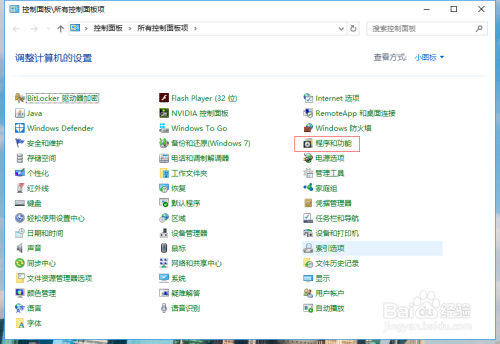 控制面板\所有控制面板项
控制面板 › 所有控制面板项 ›
搜索控制面板
调整计算机的设置
查看方式: 小图标
BitLocker 驱动器加密
Flash Player (32 位)
Internet 选项
Java
NVIDIA 控制面板
RemoteApp 和桌面连接
Windows Defender
Windows To Go
Windows 防火墙
安全和维护
备份和还原(Windows 7)
程序和功能
存储空间
电话和调制解调器
电源选项
个性化
工作文件夹
管理工具
红外线
恢复
家庭组
键盘
默认程序
凭据管理器
轻松使用设置中心
区域
任务栏和导航
日期和时间
设备管理器
设备和打印机
声音
鼠标
索引选项
同步中心
网络和共享中心
文件历史记录
文件资源管理器选项
系统
显示
颜色管理
疑难解答
用户帐户
语言
语音识别
自动播放
字体
Baidu 经验
jingyan.baidu.com